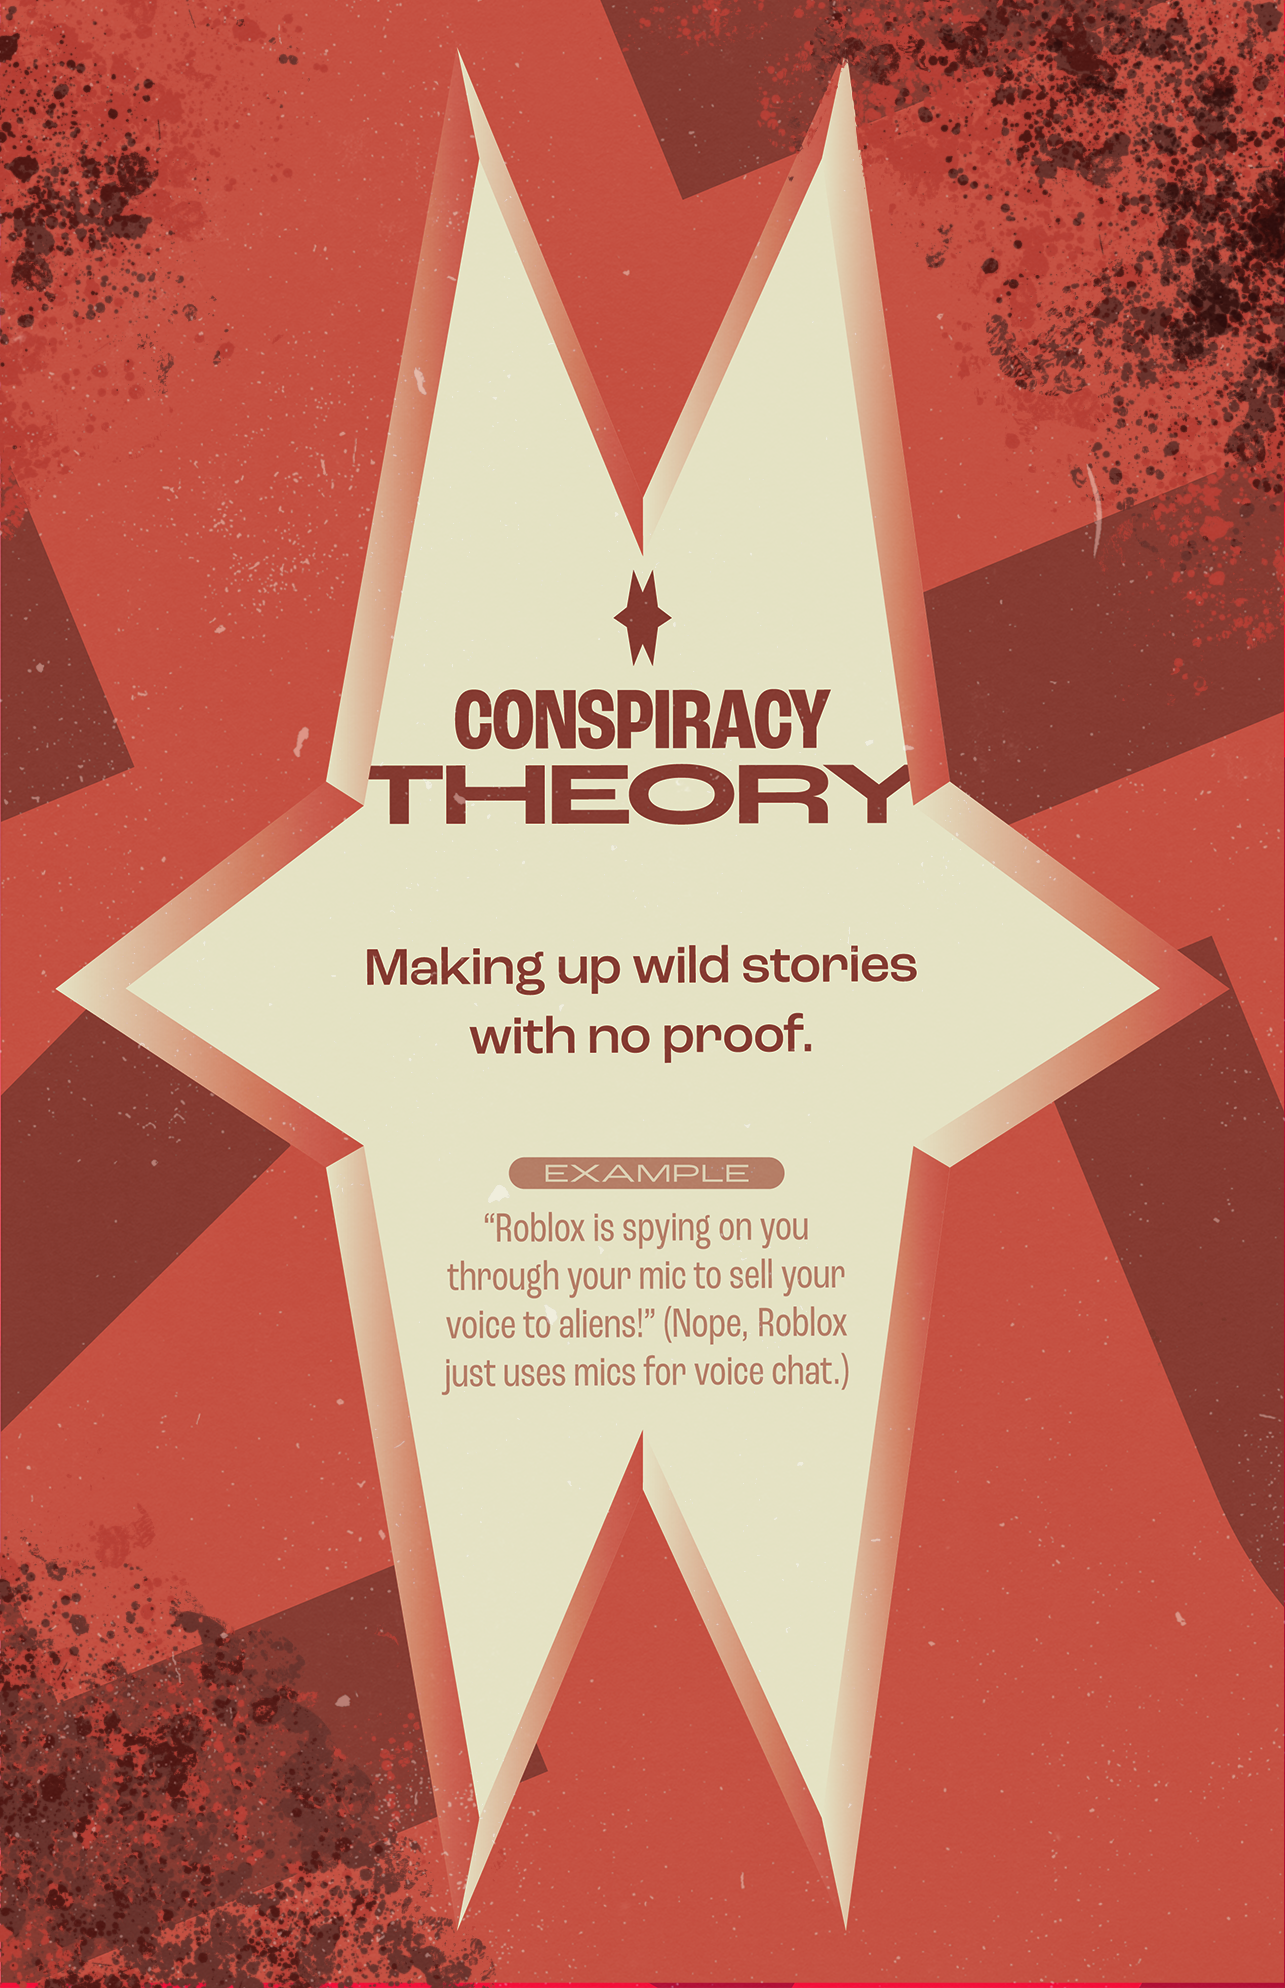 CONSPIRACY
THEORY
Making up wild stories
with no proof.
EXAMPLE
“Roblox is spying on you
through your mic to sell your
voice to aliens!” (Nope, Roblox
just uses mics for voice chat.)